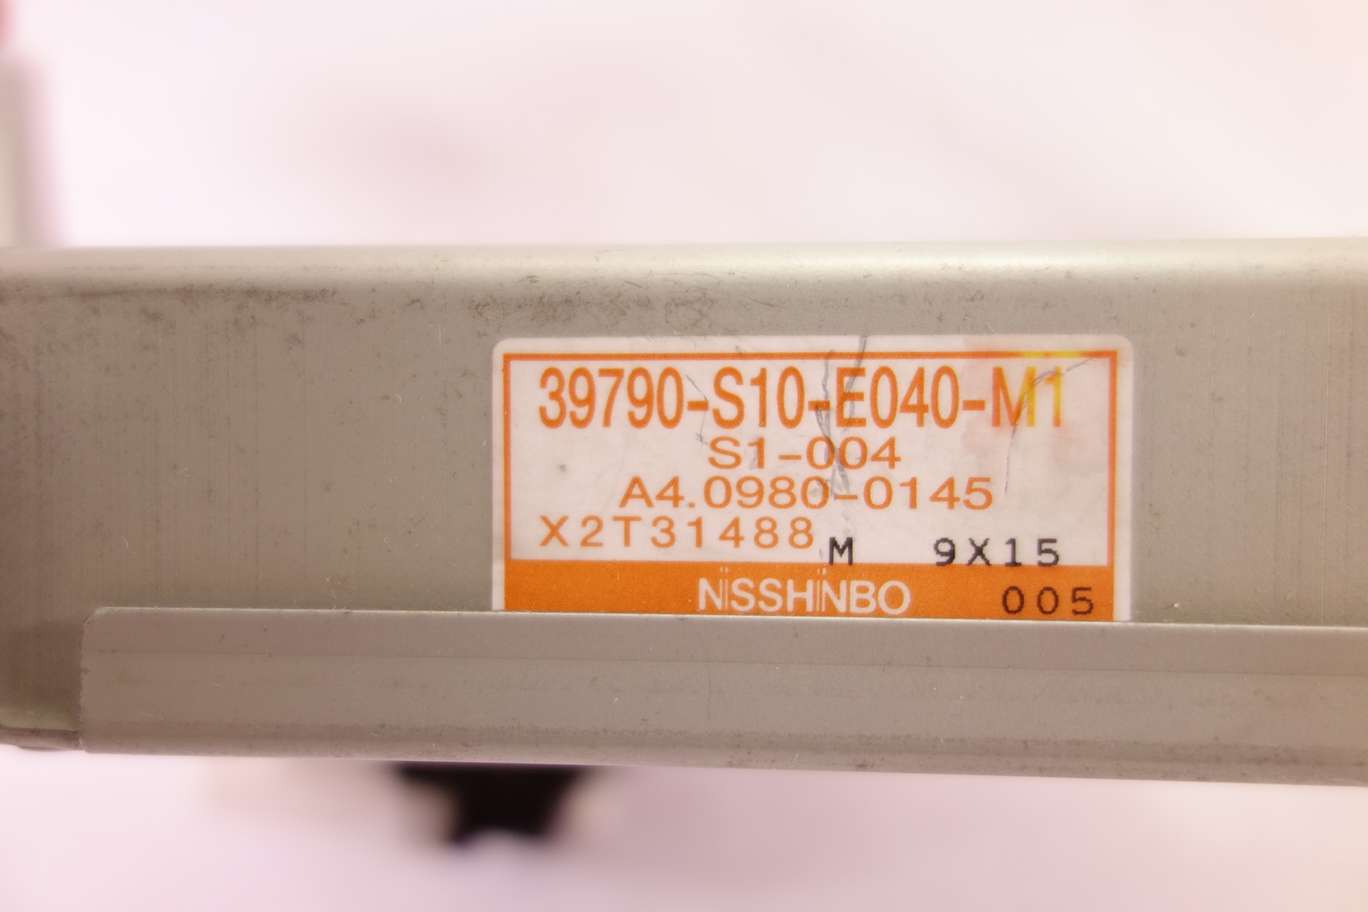 39790-S10-E040-M1
S1-004
A4.0980-0145
X2T31488 M 9X15
NISSHINBO 005